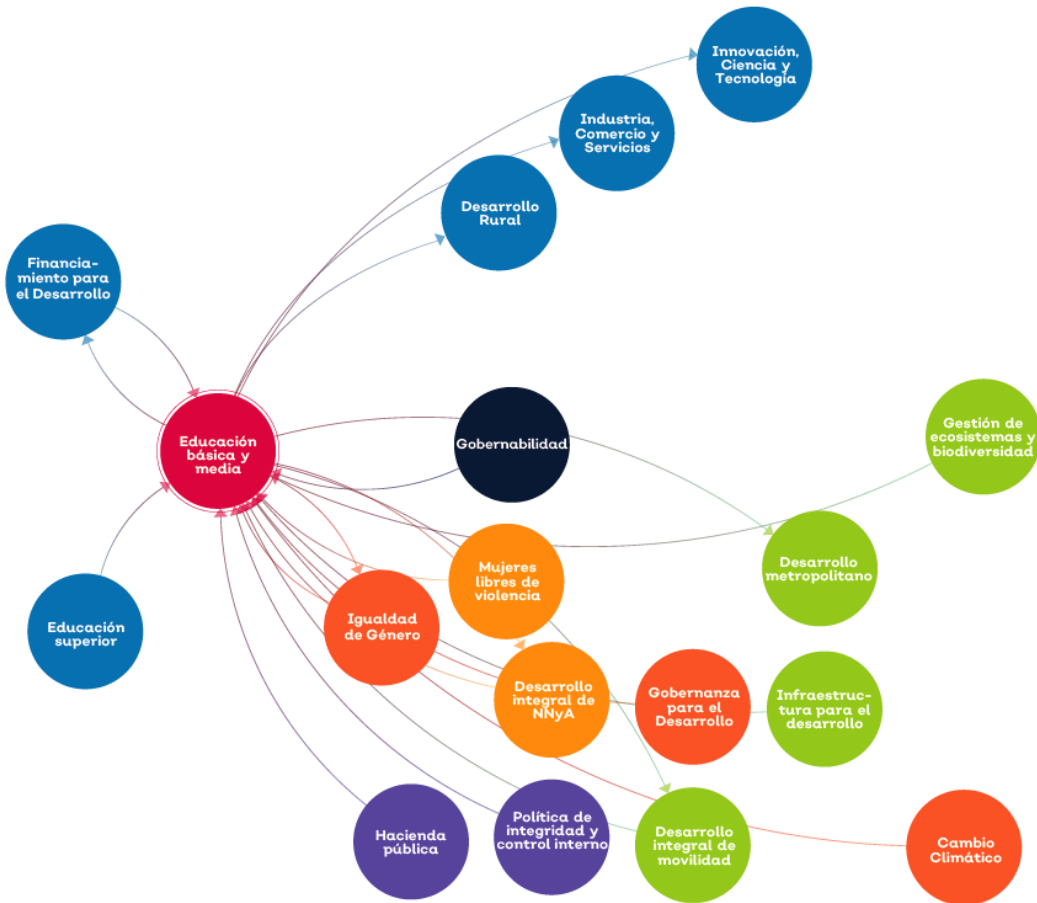 Innovación,
Ciencia y
Tecnología
Industria,
Comercio y
Servicios
Desarrollo
Rural
Financia-
miento para
el Desarrollo
Educación
básica y
media
Gobernabilidad
Gestión de
ecosistemas y
biodiversidad
Mujeres
libres de
violencia
Desarrollo
metropolitano
Igualdad
de Género
Educación
superior
Desarrollo
integral de
NNyA
Gobernanza
para el
Desarrollo
Infraestruc-
tura para el
desarrollo
Hacienda
pública
Política de
integridad y
control interno
Desarrollo
integral de
movilidad
Cambio
Climático